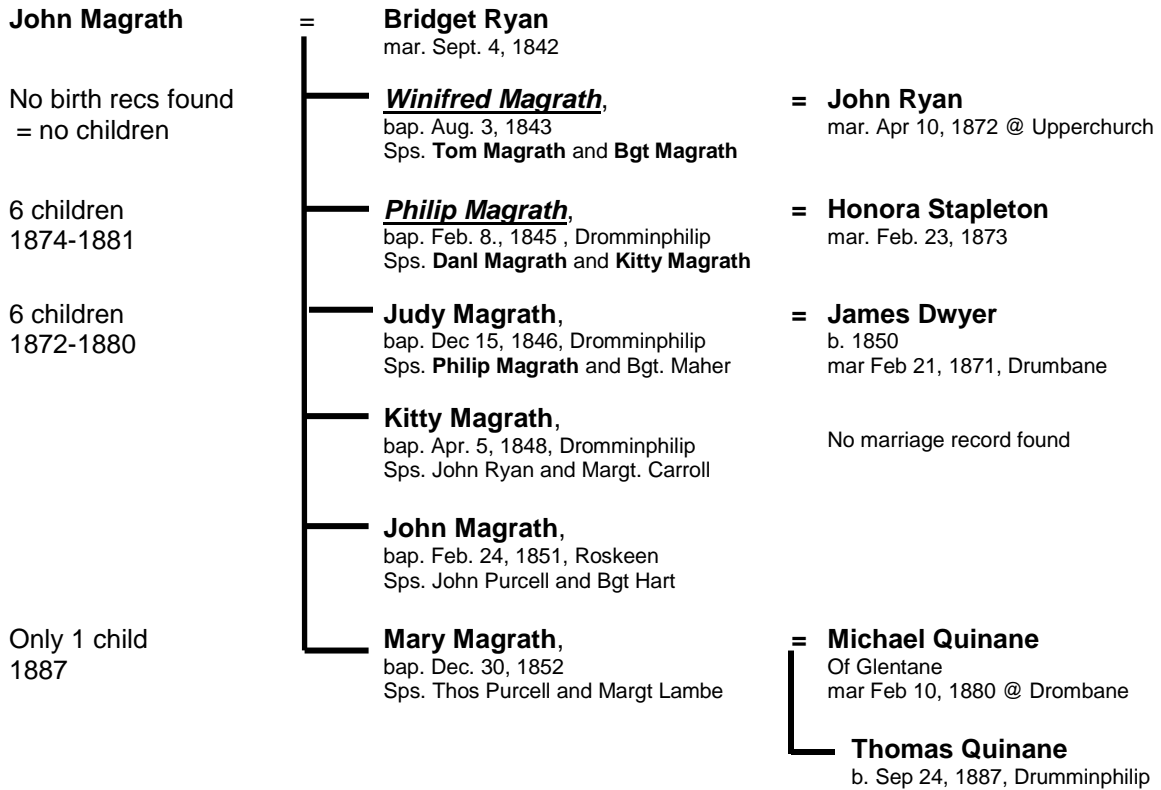 John Magrath = Bridget Ryan
mar. Sept. 4, 1842
No birth recs found
= no children
Winifred Magrath,
bap. Aug. 3, 1843
Sps. Tom Magrath and Bgt Magrath
= John Ryan
mar. Apr 10, 1872 @ Upperchurch
6 children
1874-1881
Philip Magrath,
bap. Feb. 8., 1845 , Dromminphilip
Sps. Danl Magrath and Kitty Magrath
= Honora Stapleton
mar. Feb. 23, 1873
6 children
1872-1880
Judy Magrath,
bap. Dec 15, 1846, Dromminphilip
Sps. Philip Magrath and Bgt. Maher
= James Dwyer
b. 1850
mar Feb 21, 1871, Drumbane
Kitty Magrath,
bap. Apr. 5, 1848, Dromminphilip
Sps. John Ryan and Margt. Carroll
No marriage record found
John Magrath,
bap. Feb. 24, 1851, Roskeen
Sps. John Purcell and Bgt Hart
Only 1 child
1887
Mary Magrath,
bap. Dec. 30, 1852
Sps. Thos Purcell and Margt Lambe
= Michael Quinane
Of Glentane
mar Feb 10, 1880 @ Drombane
Thomas Quinane
b. Sep 24, 1887, Drumminphilip